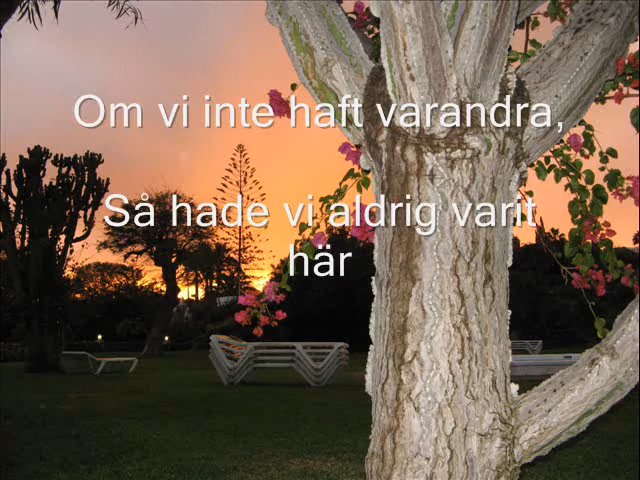 Om vi inte haft varandra,
Så hade vi aldrig varit
här